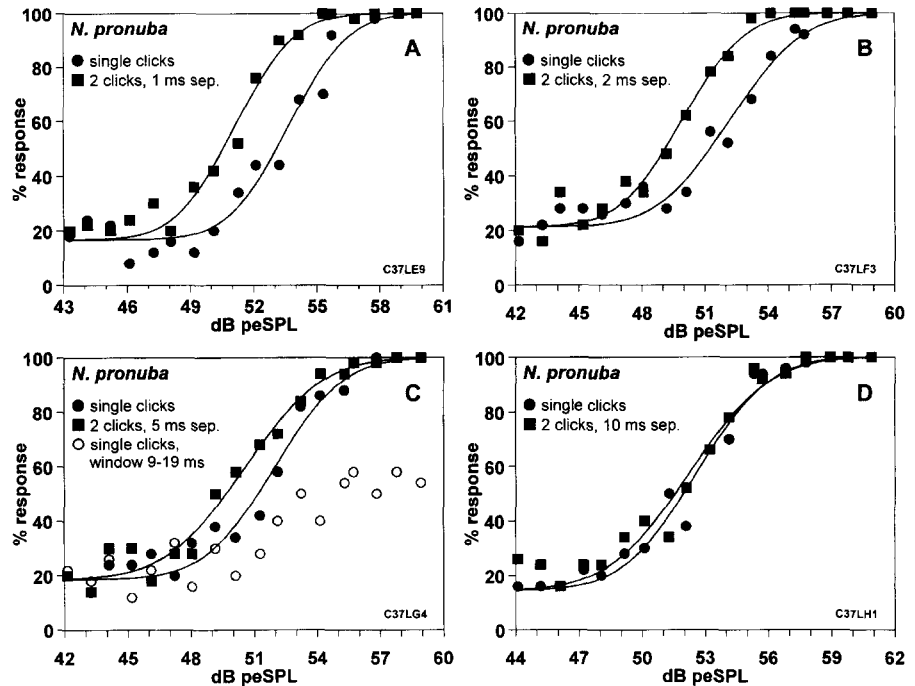 N. pronuba
A
single clicks
2 clicks, 1 ms sep.
% response
100
80
60
40
20
0
C37LE9
43 46 49 52 55 58 61
dB peSPL
N. pronuba
B
single clicks
2 clicks, 2 ms sep.
% response
100
80
60
40
20
0
C37LF3
42 45 48 51 54 57 60
dB peSPL
N. pronuba
C
single clicks
2 clicks, 5 ms sep.
single clicks,
window 9-19 ms
% response
100
80
60
40
20
0
C37LG4
42 45 48 51 54 57 60
dB peSPL
N. pronuba
D
single clicks
2 clicks, 10 ms sep.
% response
100
80
60
40
20
0
C37LH1
44 47 50 53 56 59 62
dB peSPL